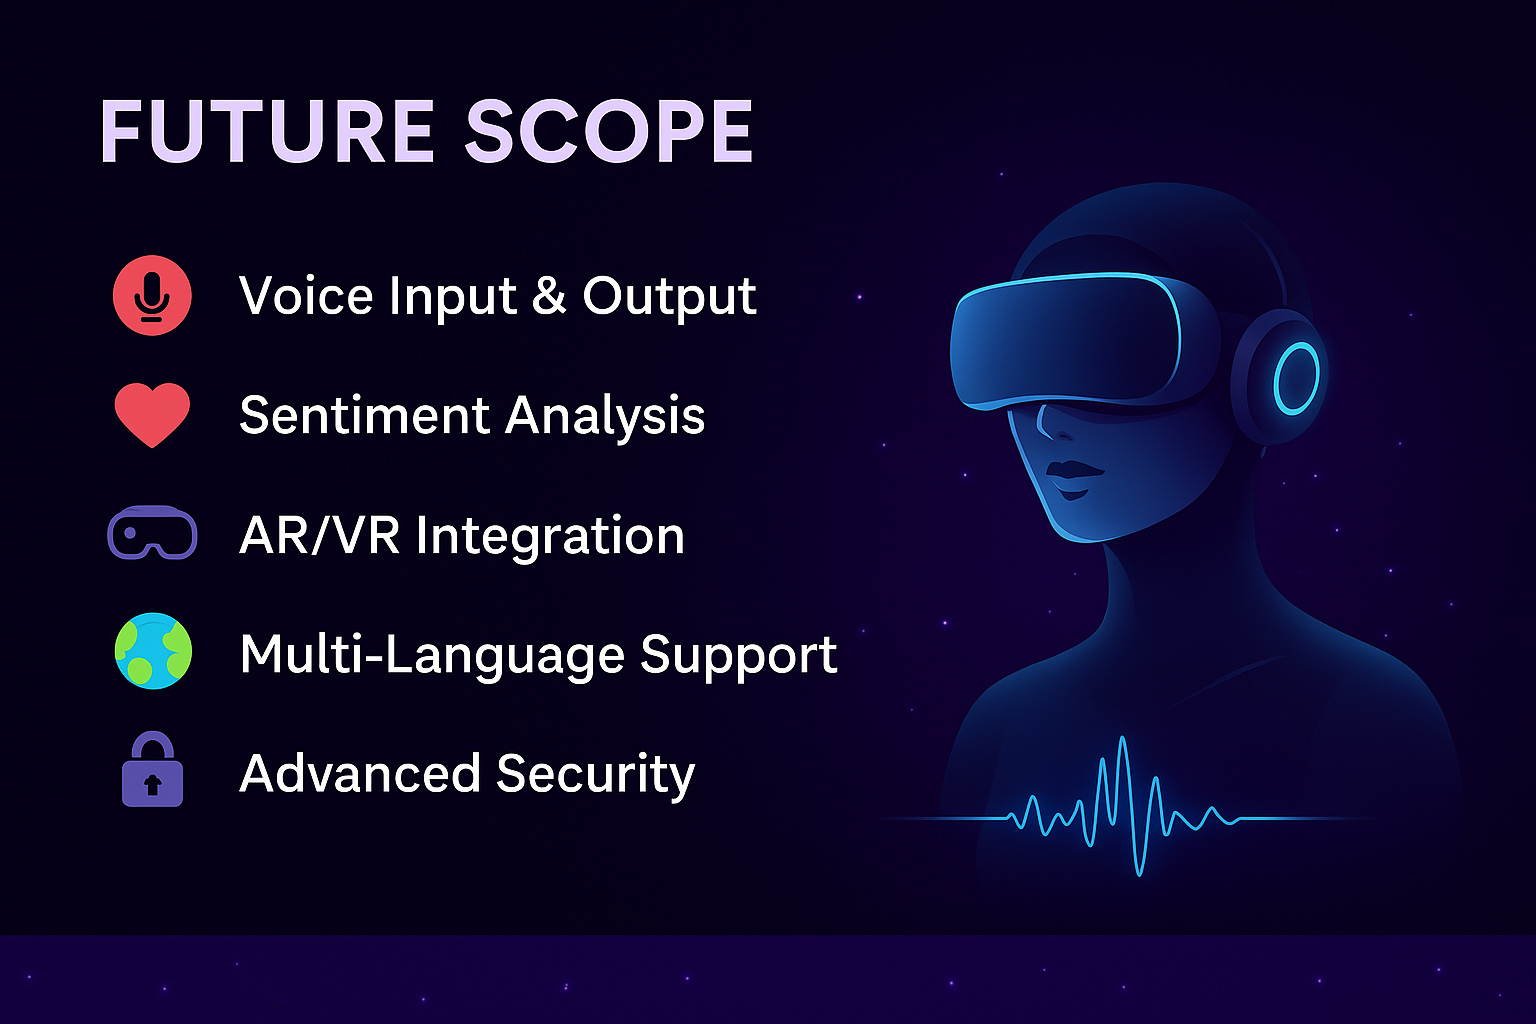 FUTURE SCOPE
Voice Input & Output
Sentiment Analysis
AR/VR Integration
Multi-Language Support
Advanced Security